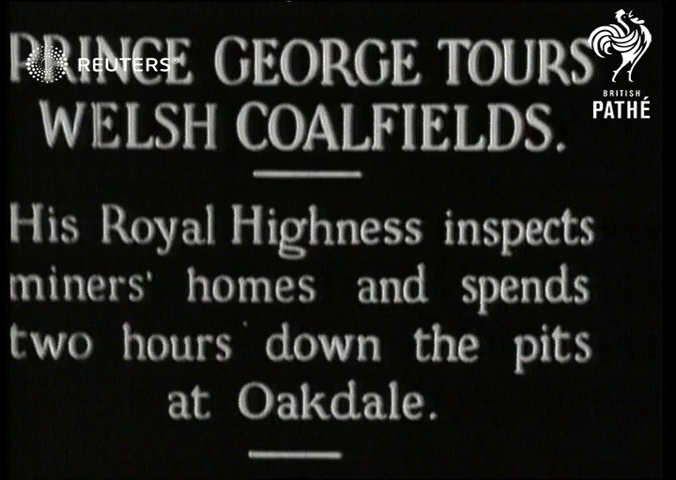 PRINCE GEORGE TOURS
WELSH COALFIELDS.
His Royal Highness inspects
miners' homes and spends
two hours down the pits
at Oakdale.
REUTERS
BRITISH
PATHÉ